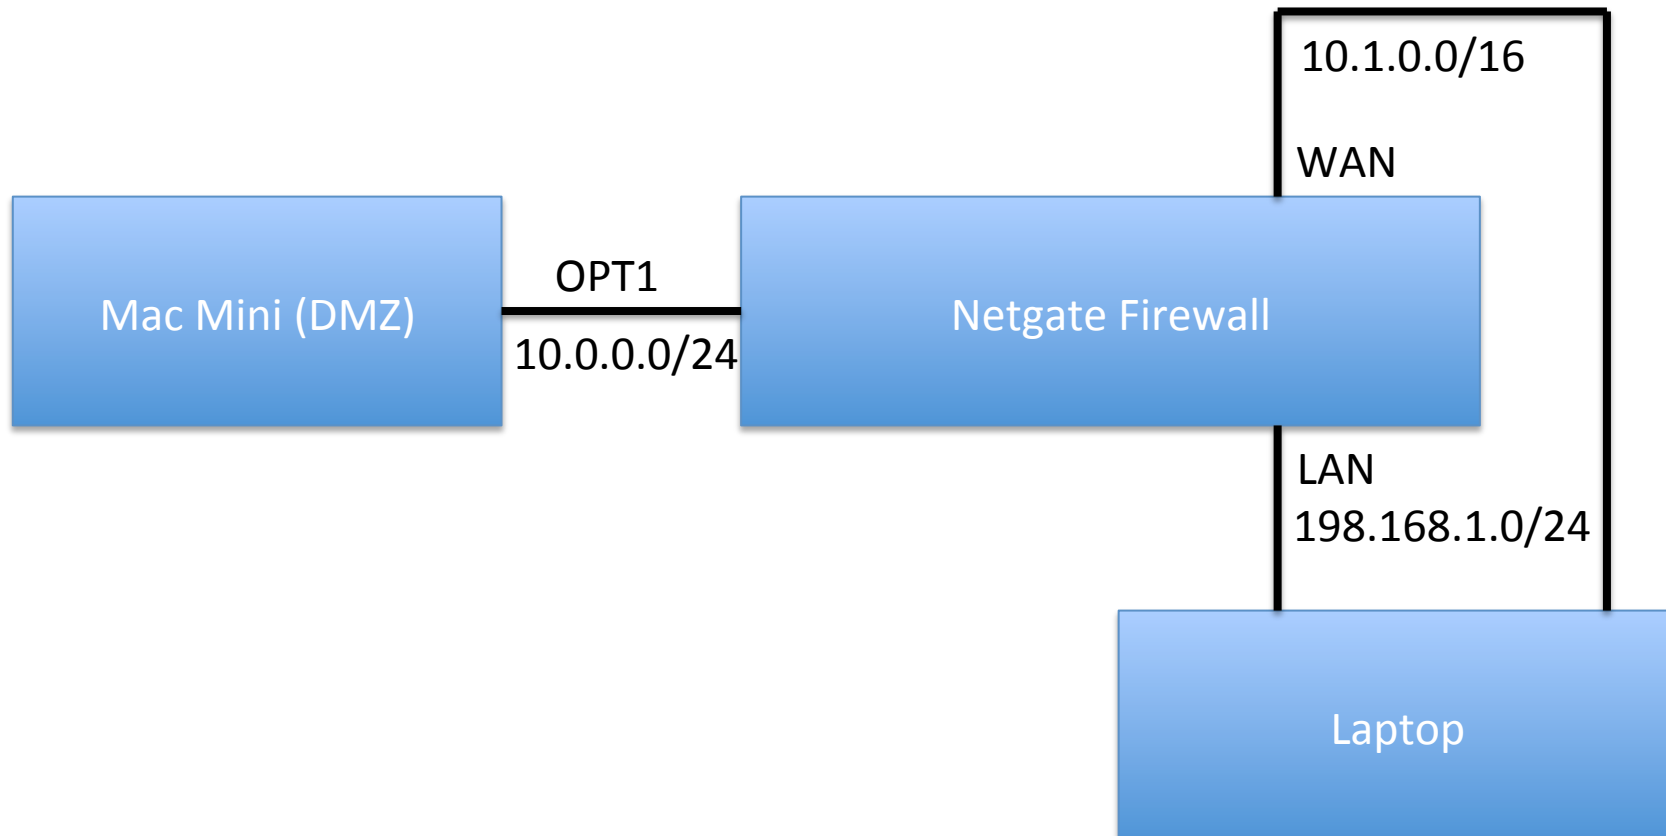 10.1.0.0/16
WAN
Mac Mini (DMZ)
OPT1
10.0.0.0/24
Netgate Firewall
LAN
198.168.1.0/24
Laptop